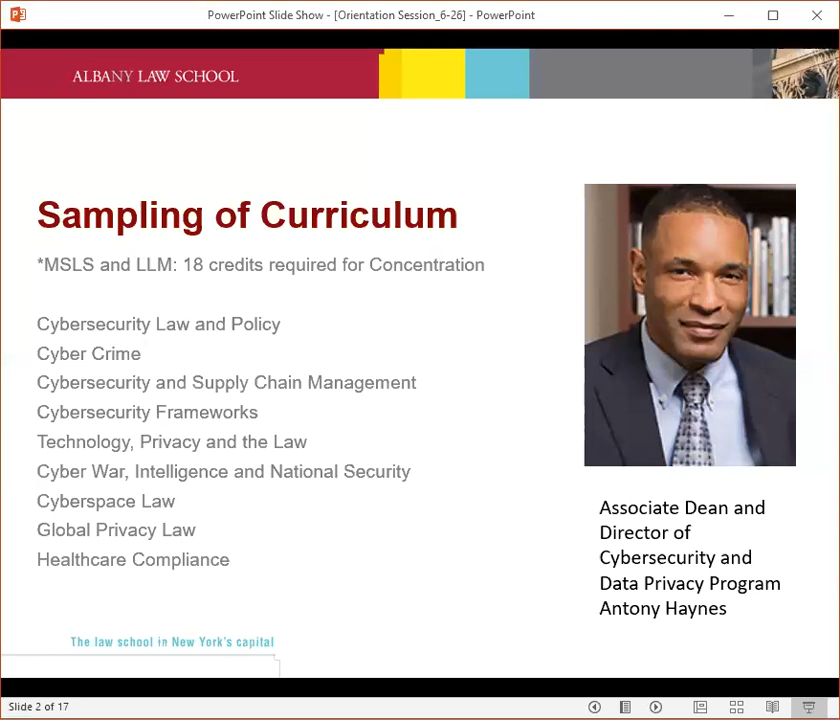 PowerPoint Slide Show - [Orientation Session_6-26] - PowerPoint
ALBANY LAW SCHOOL
Sampling of Curriculum
*MSLS and LLM: 18 credits required for Concentration
Cybersecurity Law and Policy
Cyber Crime
Cybersecurity and Supply Chain Management
Cybersecurity Frameworks
Technology, Privacy and the Law
Cyber War, Intelligence and National Security
Cyberspace Law
Global Privacy Law
Healthcare Compliance
Associate Dean and
Director of
Cybersecurity and
Data Privacy Program
Antony Haynes
The law school in New York's capital
Slide 2 of 17